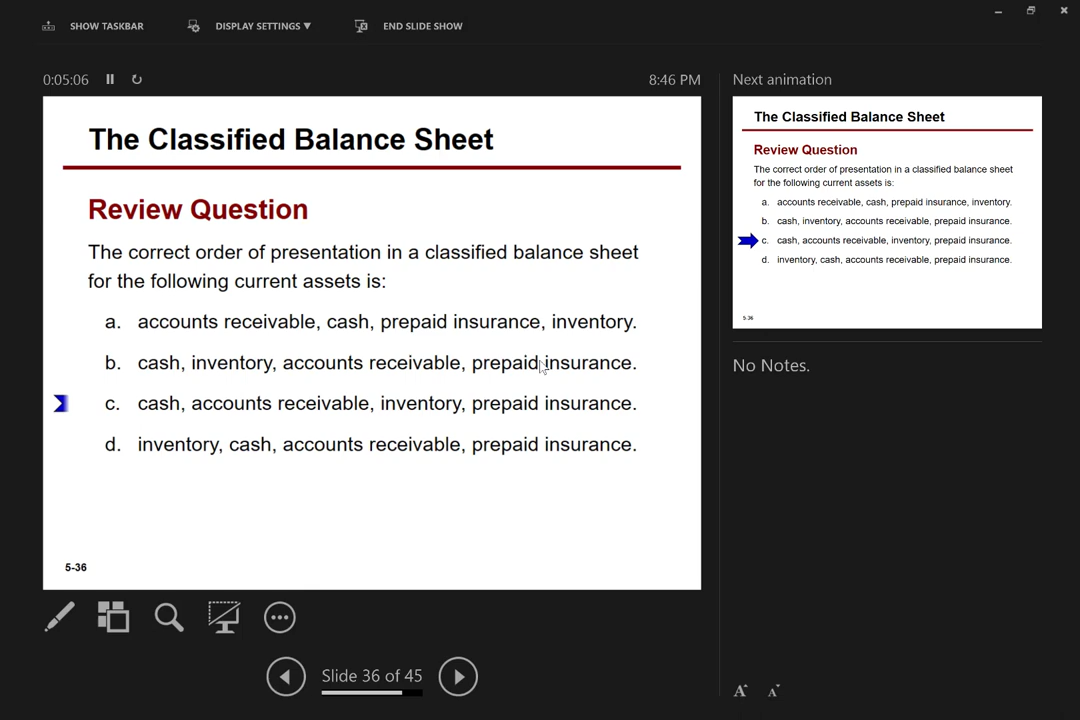 SHOW TASKBAR
DISPLAY SETTINGS ▼
END SLIDE SHOW
0:05:06
8:46 PM
The Classified Balance Sheet
Review Question
The correct order of presentation in a classified balance sheet
for the following current assets is:
a. accounts receivable, cash, prepaid insurance, inventory.
b. cash, inventory, accounts receivable, prepaid insurance.
c. cash, accounts receivable, inventory, prepaid insurance.
d. inventory, cash, accounts receivable, prepaid insurance.
5-36
Slide 36 of 45
Next animation
The Classified Balance Sheet
Review Question
The correct order of presentation in a classified balance sheet
for the following current assets is:
a. accounts receivable, cash, prepaid insurance, inventory.
b. cash, inventory, accounts receivable, prepaid insurance.
c. cash, accounts receivable, inventory, prepaid insurance.
d. inventory, cash, accounts receivable, prepaid insurance.
5-36
No Notes.
A A